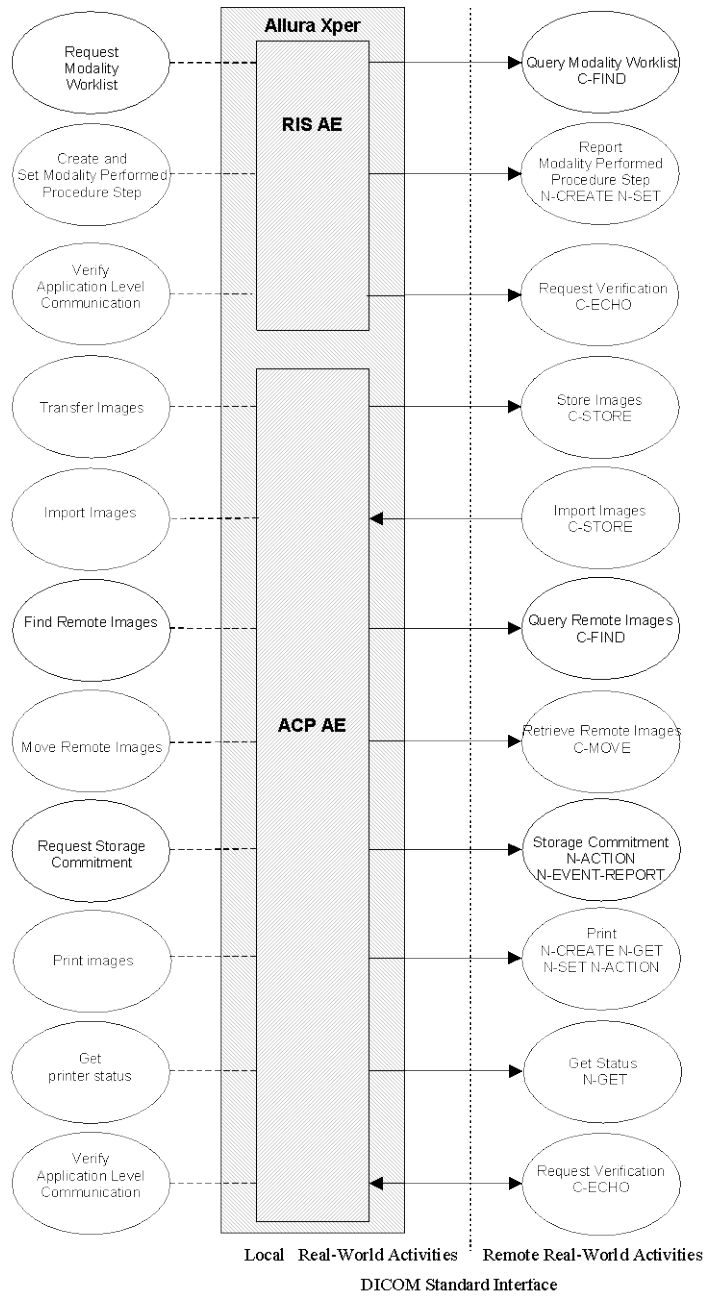 Allura Xper
Request
Modality
Worklist
RIS AE
Query Modality Worklist
C-FIND
Create and
Set Modality Performed
Procedure Step
Report
Modality Performed
Procedure Step
N-CREATE N-SET
Verify
Application Level
Communication
Request Verification
C-ECHO
Transfer Images
Store Images
C-STORE
Import Images
Import Images
C-STORE
Find Remote Images
Query Remote Images
C-FIND
Move Remote Images
ACP AE
Retrieve Remote Images
C-MOVE
Request Storage
Commitment
Storage Commitment
N-ACTION
N-EVENT-REPORT
Print images
Print
N-CREATE N-GET
N-SET N-ACTION
Get
printer status
Get Status
N-GET
Verify
Application Level
Communication
Request Verification
C-ECHO
Local Real-World Activities
Remote Real-World Activities
DICOM Standard Interface